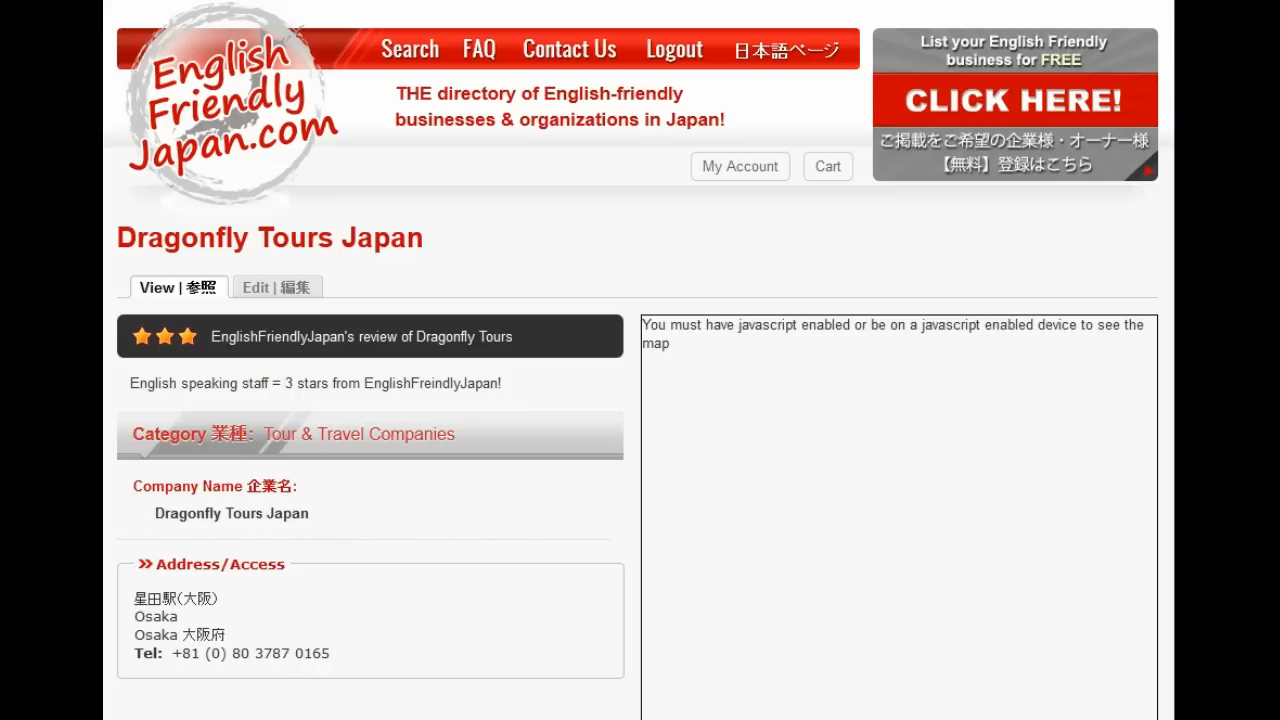 English
Friendly
Japan.com
Search FAQ Contact Us Logout 日本語ページ
THE directory of English-friendly
businesses & organizations in Japan!
My Account Cart
List your English Friendly
business for FREE
CLICK HERE!
ご掲載をご希望の企業様・オーナー様
【無料】登録はこちら
Dragonfly Tours Japan
View | 参照 Edit | 編集
EnglishFriendlyJapan's review of Dragonfly Tours
English speaking staff = 3 stars from EnglishFreindlyJapan!
Category 業種: Tour & Travel Companies
Company Name 企業名:
Dragonfly Tours Japan
Address/Access
星田駅(大阪)
Osaka
Osaka 大阪府
Tel: +81 (0) 80 3787 0165
You must have javascript enabled or be on a javascript enabled device to see the
map